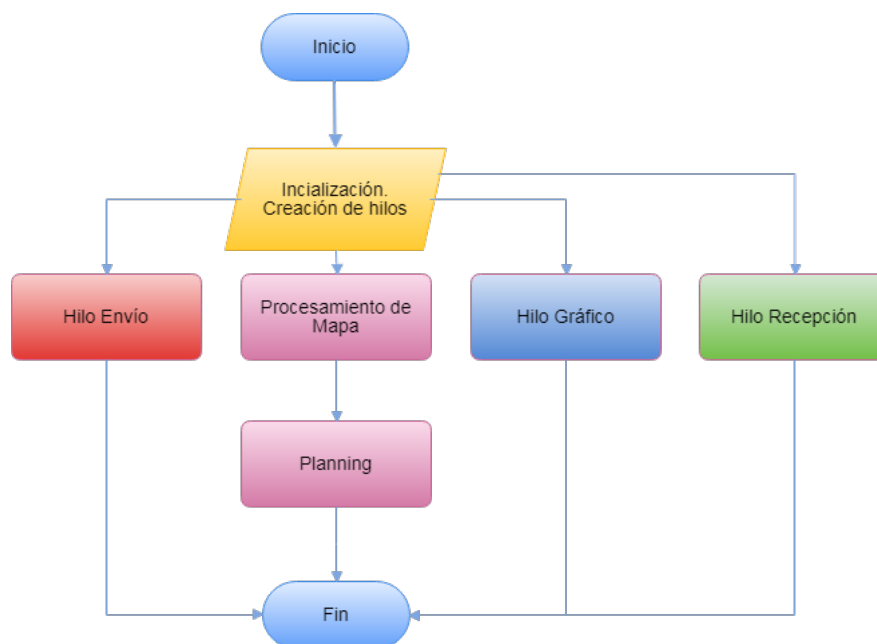 Inicio
Incialización.
Creación de hilos
Hilo Envío
Procesamiento de
Mapa
Hilo Gráfico
Hilo Recepción
Planning
Fin